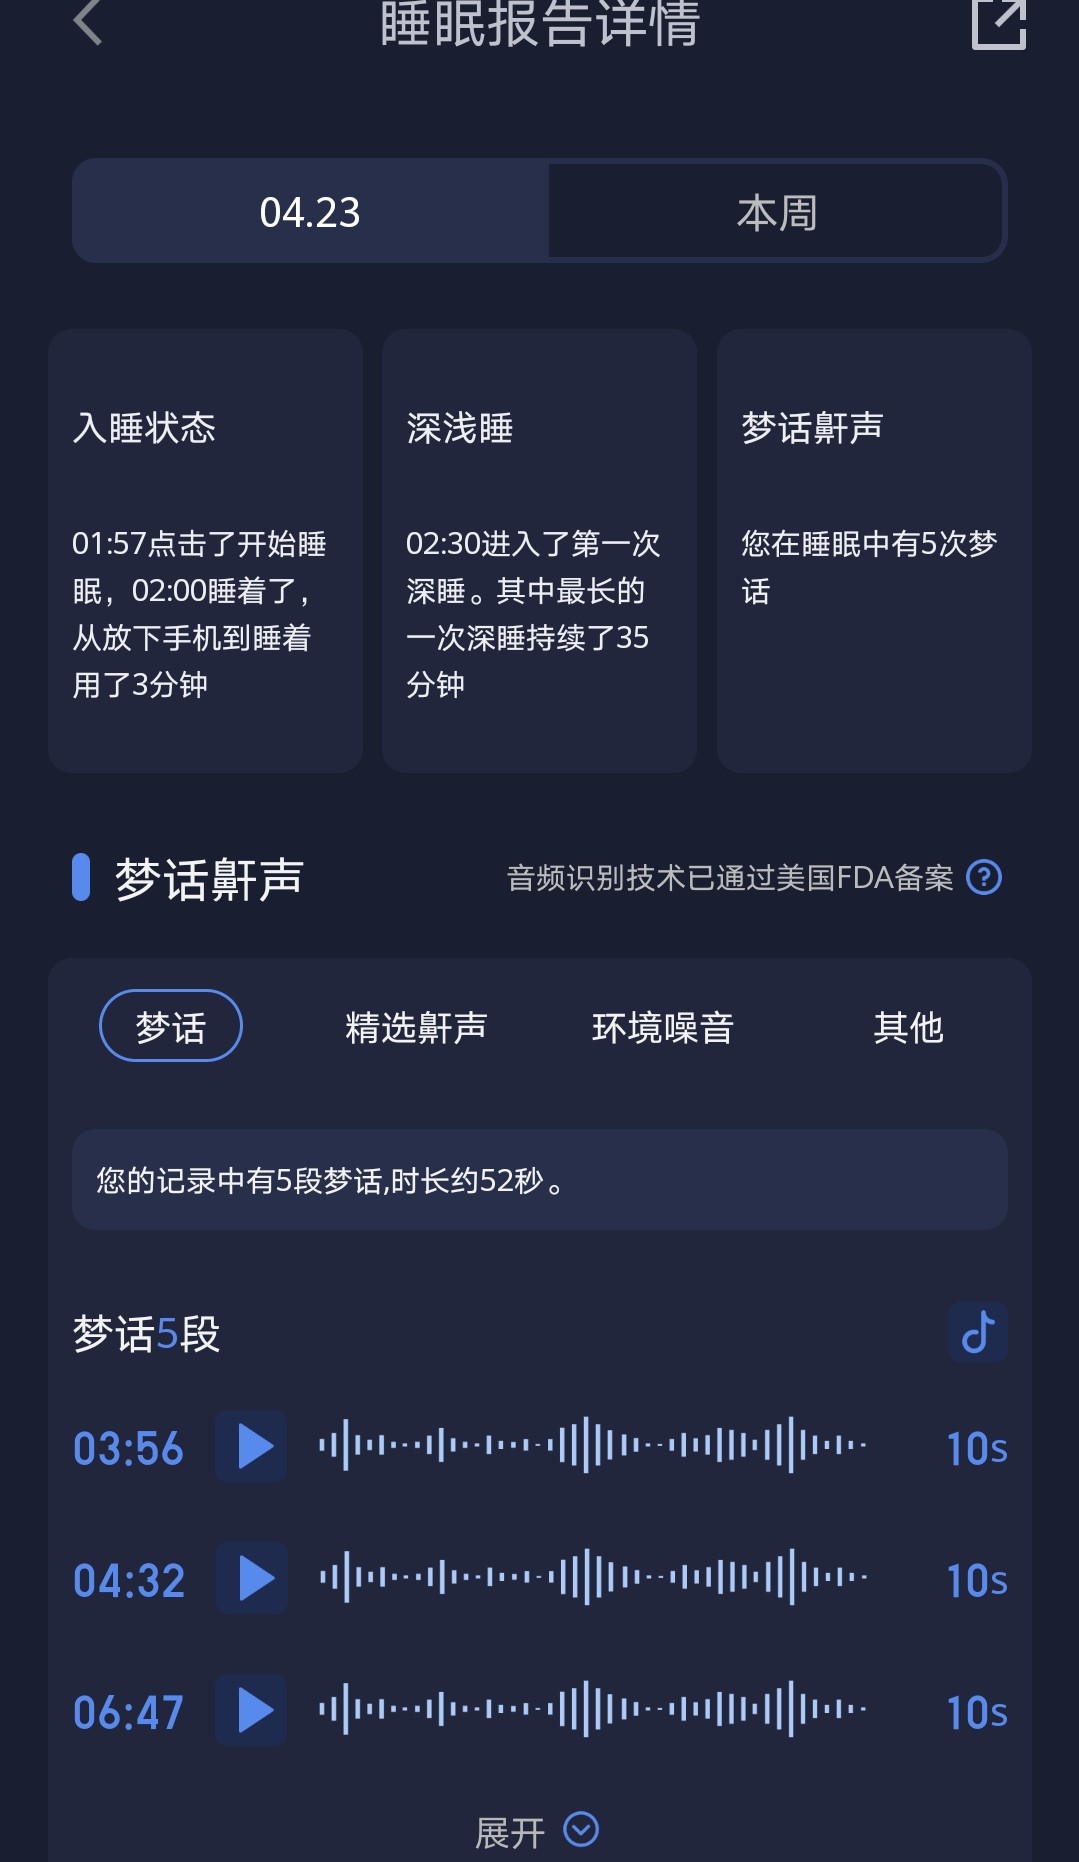 睡眠报告详情
04.23
本周
入睡状态
01:57点击了开始睡
眠，02:00睡着了，
从放下手机到睡着
用了3分钟
深浅睡
02:30进入了第一次
深睡。其中最长的
一次深睡持续了35
分钟
梦话鼾声
您在睡眠中有5次梦
话
梦话鼾声
音频识别技术已通过美国FDA备案 ?
梦话
精选鼾声
环境噪音
其他
您的记录中有5段梦话,时长约52秒。
梦话5段
03:56
10s
04:32
10s
06:47
10s
展开